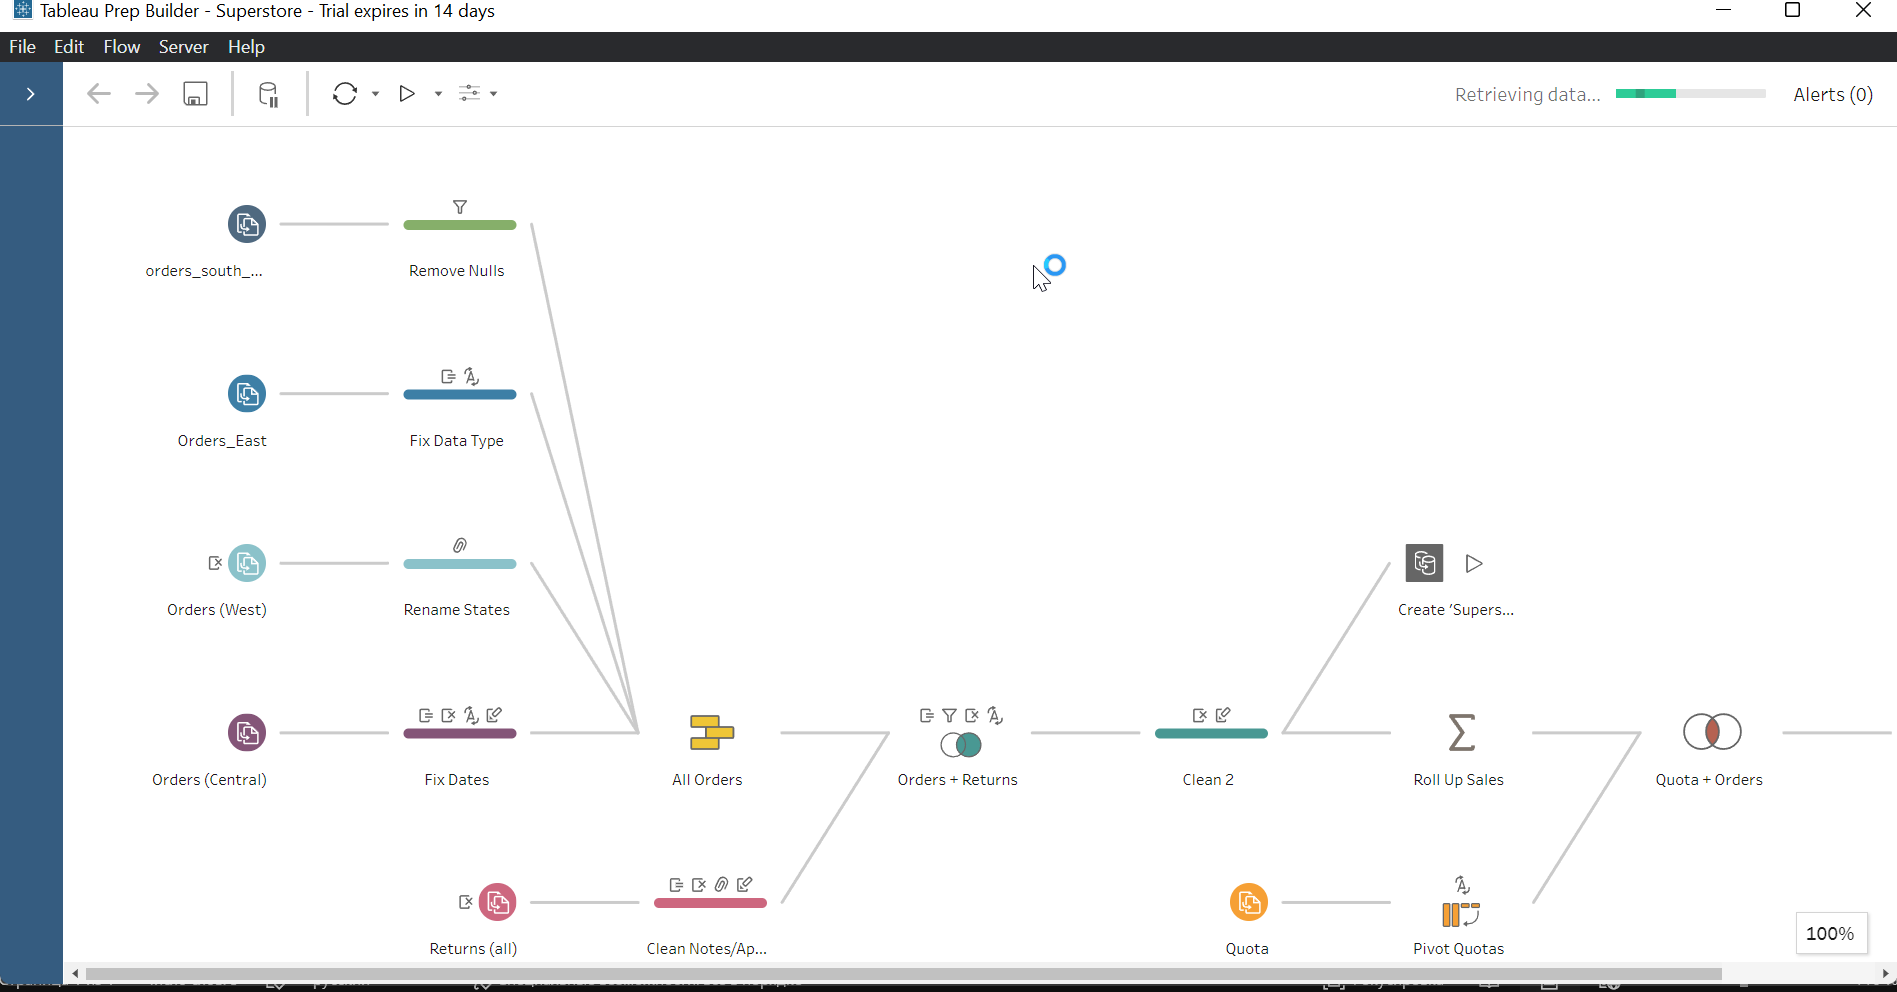 Tableau Prep Builder - Superstore - Trial expires in 14 days
File Edit Flow Server Help
Retrieving data...
Alerts (0)
orders_south_...
Remove Nulls
Orders_East
Fix Data Type
Orders (West)
Rename States
Create ‘Supers...
Orders (Central)
Fix Dates
All Orders
Orders + Returns
Clean 2
Roll Up Sales
Quota + Orders
Returns (all)
Clean Notes/Ap...
Quota
Pivot Quotas
100%